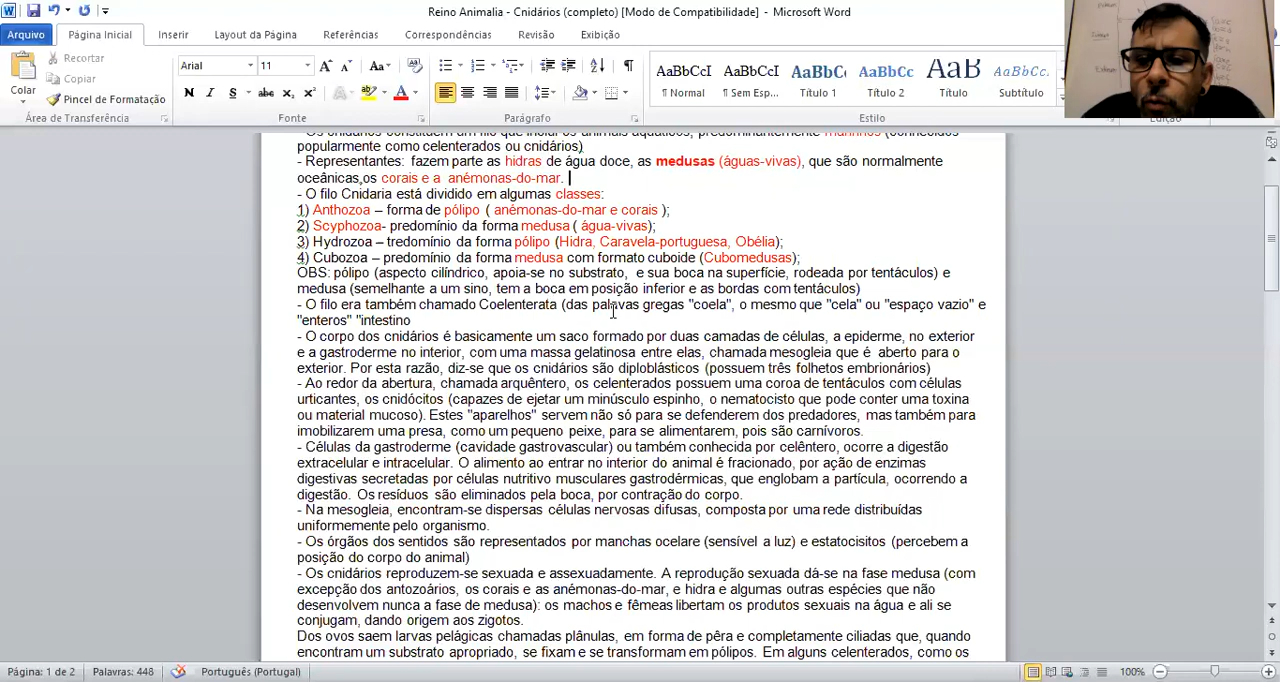 Reino Animalia - Cnidários (completo) [Modo de Compatibilidade] - Microsoft Word
Arquivo Página Inicial Inserir Layout da Página Referências Correspondências Revisão Exibição
Recortar
Copiar
Pincel de Formatação
Colar
Arial 11
Aa
N I S abc x₂ x²
AaBbCcI AaBbCcI AaBbC AaBbCcI AaB AaBbCcI
¶ Normal ¶ Sem Esp... Título 1 Título 2 Título Subtítulo
Área de Transferência Fonte Parágrafo Estilo Edição
- Os cnidários constituem um filo que inclui os animais aquáticos, predominantemente marinhos (conhecidos
popularmente como celenterados ou cnidários)
- Representantes: fazem parte as hidras de água doce, as medusas (águas-vivas), que são normalmente
oceânicas,os corais e a anémonas-do-mar.
- O filo Cnidaria está dividido em algumas classes:
1) Anthozoa – forma de pólipo ( anémonas-do-mar e corais );
2) Scyphozoa- predomínio da forma medusa ( água-vivas);
3) Hydrozoa – tredomínio da forma pólipo (Hidra, Caravela-portuguesa, Obélia);
4) Cubozoa – predomínio da forma medusa com formato cuboide (Cubomedusas);
OBS: pólipo (aspecto cilíndrico, apoia-se no substrato, e sua boca na superfície, rodeada por tentáculos) e
medusa (semelhante a um sino, tem a boca em posição inferior e as bordas com tentáculos)
- O filo era também chamado Coelenterata (das palavas gregas "coela", o mesmo que "cela" ou "espaço vazio" e
"enteros" "intestino
- O corpo dos cnidários é basicamente um saco formado por duas camadas de células, a epiderme, no exterior
e a gastroderme no interior, com uma massa gelatinosa entre elas, chamada mesogleia que é aberto para o
exterior. Por esta razão, diz-se que os cnidários são diploblásticos (possuem três folhetos embrionários)
- Ao redor da abertura, chamada arquêntero, os celenterados possuem uma coroa de tentáculos com células
urticantes, os cnidócitos (capazes de ejetar um minúsculo espinho, o nematocisto que pode conter uma toxina
ou material mucoso). Estes "aparelhos" servem não só para se defenderem dos predadores, mas também para
imobilizarem uma presa, como um pequeno peixe, para se alimentarem, pois são carnívoros.
- Células da gastroderme (cavidade gastrovascular) ou também conhecida por celêntero, ocorre a digestão
extracelular e intracelular. O alimento ao entrar no interior do animal é fracionado, por ação de enzimas
digestivas secretadas por células nutritivo musculares gastrodérmicas, que englobam a partícula, ocorrendo a
digestão. Os resíduos são eliminados pela boca, por contração do corpo.
- Na mesogleia, encontram-se dispersas células nervosas difusas, composta por uma rede distribuídas
uniformemente pelo organismo.
- Os órgãos dos sentidos são representados por manchas ocelare (sensível a luz) e estatocisitos (percebem a
posição do corpo do animal)
- Os cnidários reproduzem-se sexuada e assexuadamente. A reprodução sexuada dá-se na fase medusa (com
excepção dos antozoários, os corais e as anémonas-do-mar, e hidra e algumas outras espécies que não
desenvolvem nunca a fase de medusa): os machos e fêmeas libertam os produtos sexuais na água e ali se
conjugam, dando origem aos zigotos.
Dos ovos saem larvas pelágicas chamadas plânulas, em forma de pêra e completamente ciliadas que, quando
encontram um substrato apropriado, se fixam e se transformam em pólipos. Em alguns celenterados, como os
Página: 1 de 2 Palavras: 448 Português (Portugal) 100%